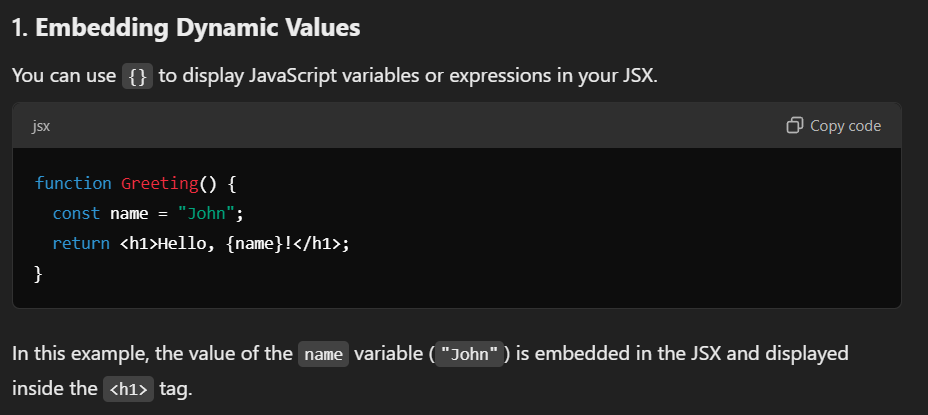 1. Embedding Dynamic Values
You can use {} to display JavaScript variables or expressions in your JSX.
jsx
Copy code
function Greeting() {
  const name = "John";
  return <h1>Hello, {name}!</h1>;
}
In this example, the value of the name variable ("John") is embedded in the JSX and displayed
inside the <h1> tag.